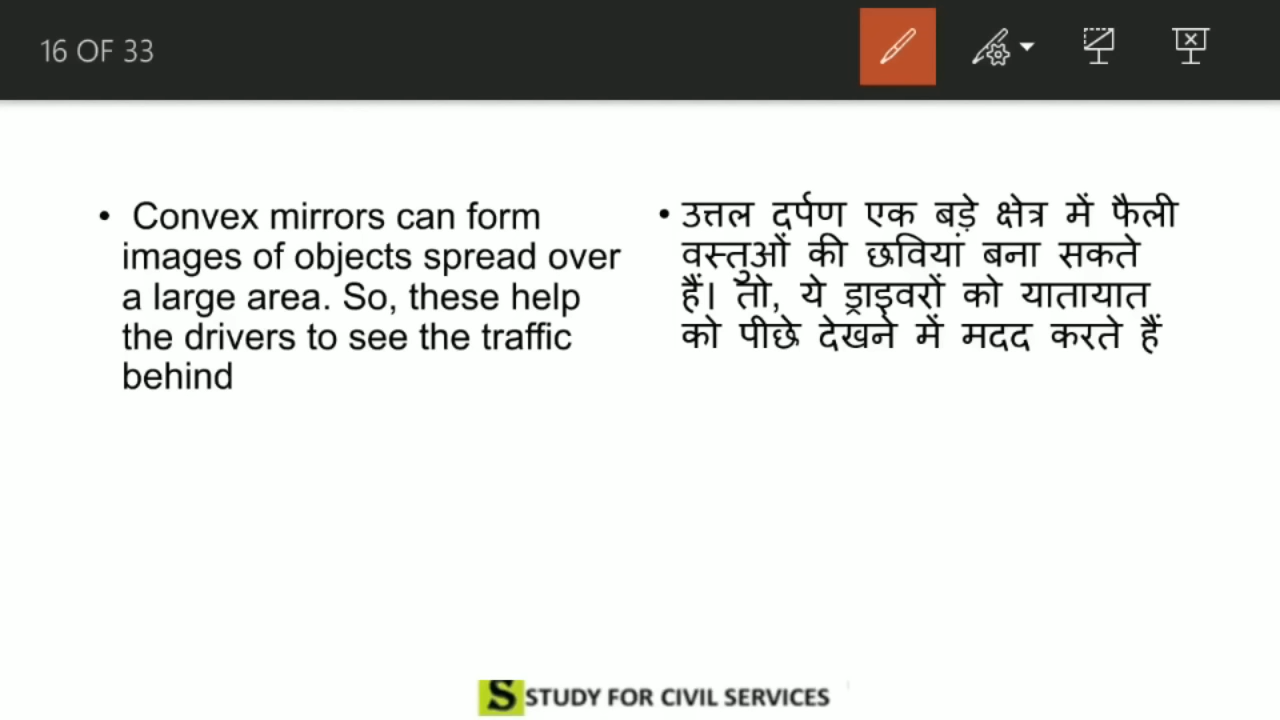 16 OF 33
• Convex mirrors can form
images of objects spread over
a large area. So, these help
the drivers to see the traffic
behind
• उत्तल दर्पण एक बड़े क्षेत्र में फैली
वस्तुओं की छवियां बना सकते
हैं। तो, ये ड्राइवरों को यातायात
को पीछे देखने में मदद करते हैं
S STUDY FOR CIVIL SERVICES